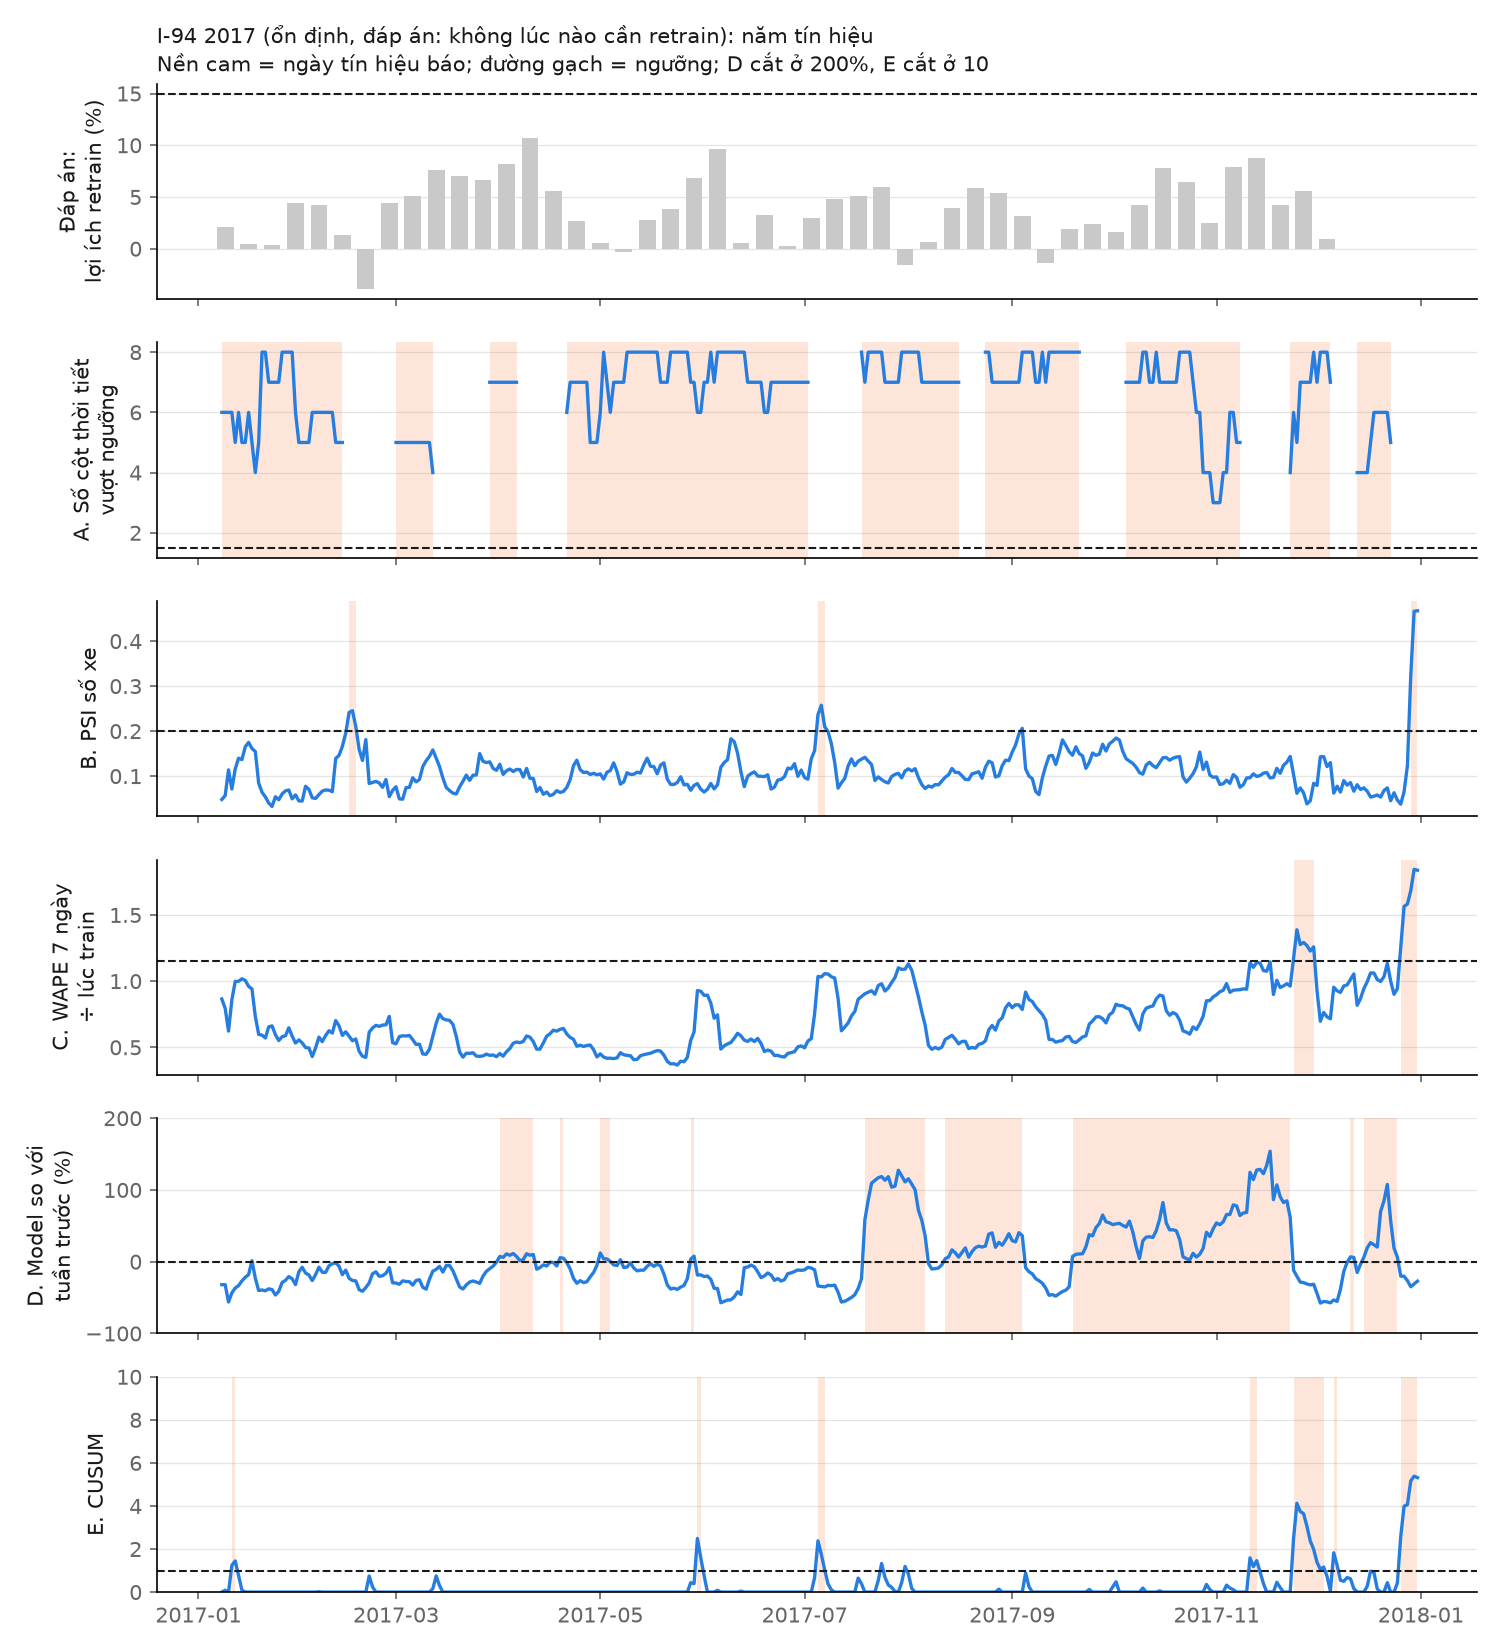 I-94 2017 (ổn định, đáp án: không lúc nào cần retrain): năm tín hiệu
Nền cam = ngày tín hiệu báo; đường gạch = ngưỡng; D cắt ở 200%, E cắt ở 10
Đáp án:
lợi ích retrain (%)
15
10
5
0
A. Số cột thời tiết
vượt ngưỡng
8
6
4
2
B. PSI số xe
0.4
0.3
0.2
0.1
C. WAPE 7 ngày
÷ lúc train
1.5
1.0
0.5
D. Model so với
tuần trước (%)
200
100
0
−100
E. CUSUM
10
8
6
4
2
0
2017-01
2017-03
2017-05
2017-07
2017-09
2017-11
2018-01